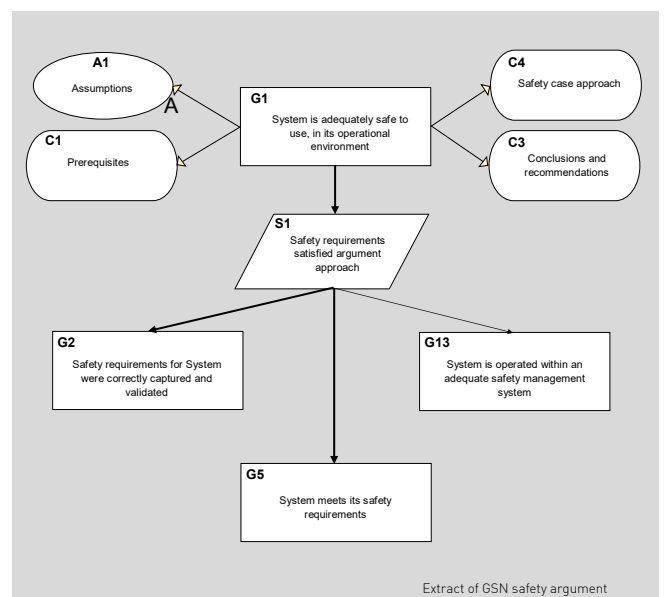 A1
Assumptions
A
C1
Prerequisites
G1
System is adequately safe to
use, in its operational
environment
C4
Safety case approach
C3
Conclusions and
recommendations
S1
Safety requirements
satisfied argument
approach
G2
Safety requirements for System
were correctly captured and
validated
G13
System is operated within an
adequate safety management
system
G5
System meets its safety
requirements
Extract of GSN safety argument